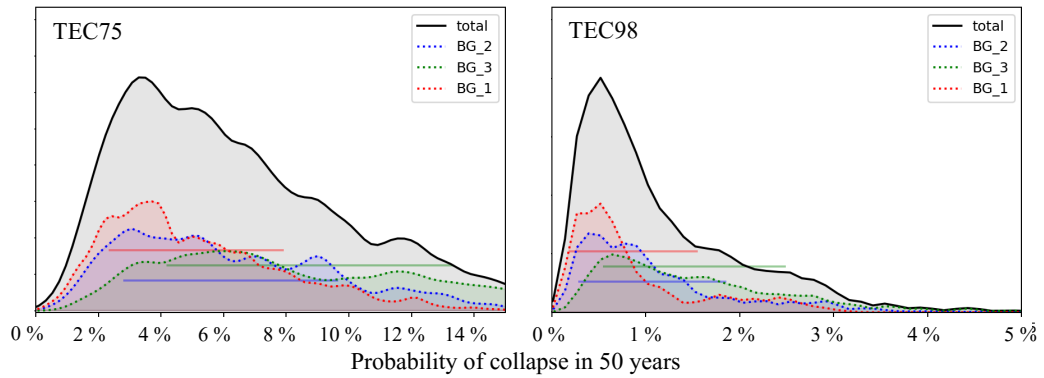 TEC75
total
BG_2
BG_3
BG_1
0 % 2 % 4 % 6 % 8 % 10 % 12 % 14 %
TEC98
total
BG_2
BG_3
BG_1
0 % 1 % 2 % 3 % 4 % 5 %
Probability of collapse in 50 years